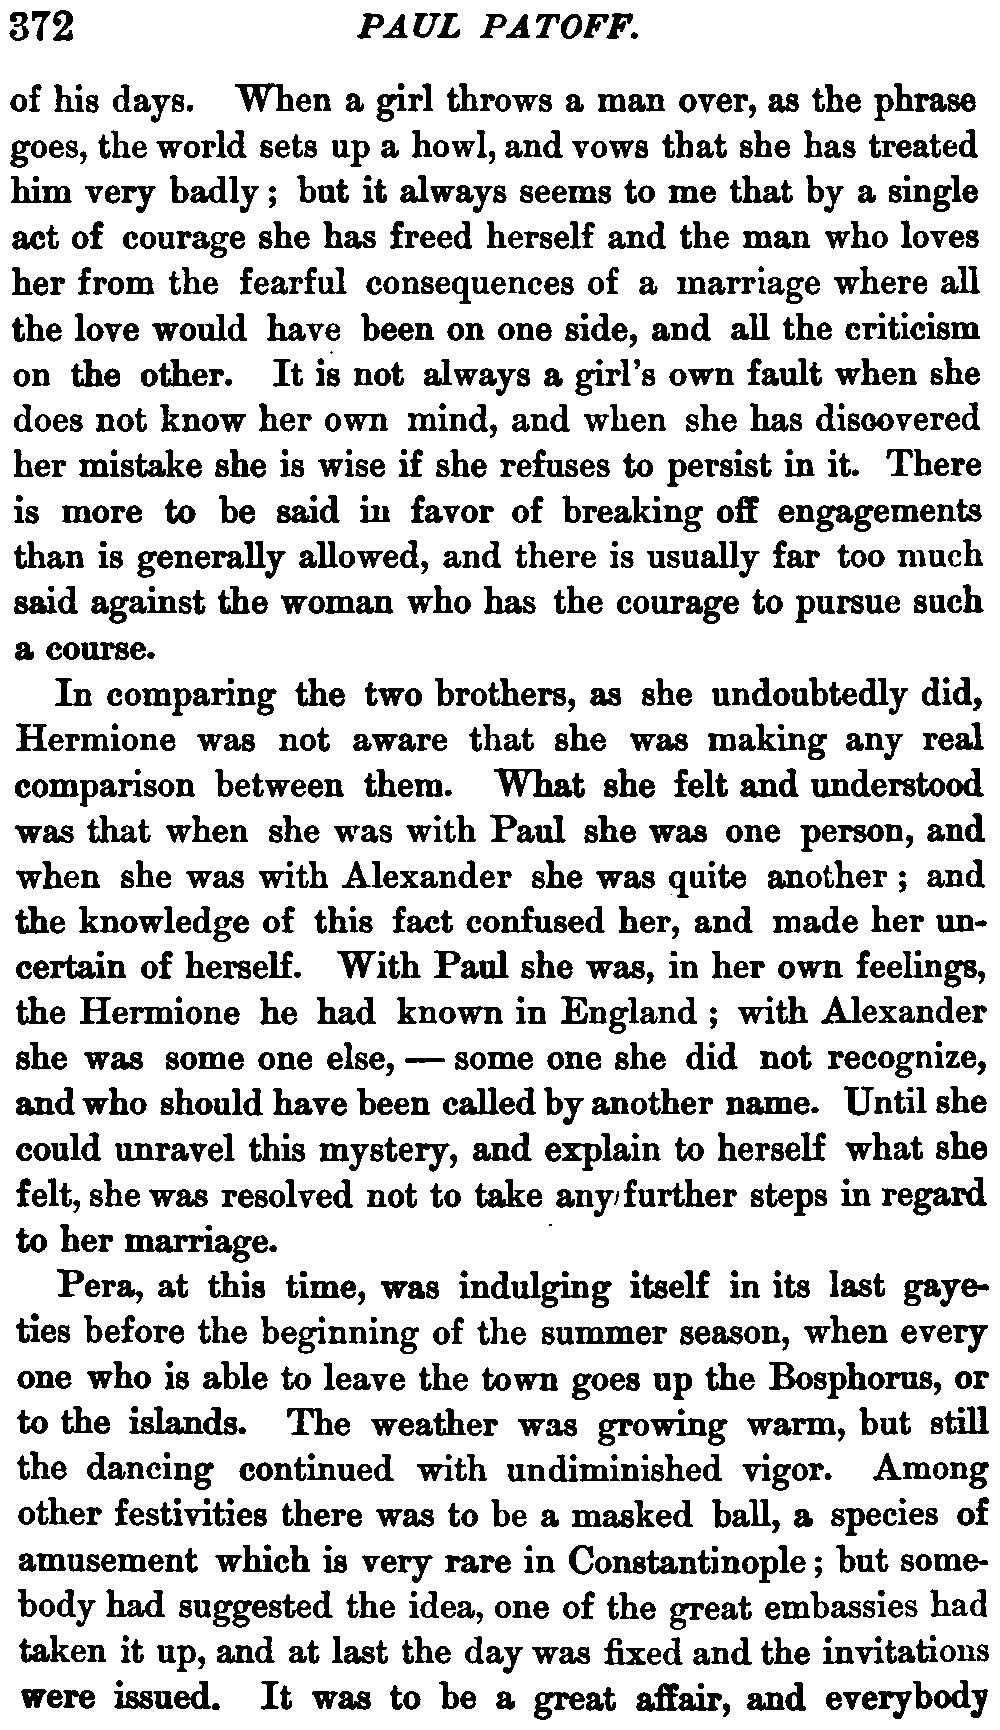 372 PAUL PATOFF.
of his days. When a girl throws a man over, as the phrase
goes, the world sets up a howl, and vows that she has treated
him very badly; but it always seems to me that by a single
act of courage she has freed herself and the man who loves
her from the fearful consequences of a marriage where all
the love would have been on one side, and all the criticism
on the other. It is not always a girl's own fault when she
does not know her own mind, and when she has discovered
her mistake she is wise if she refuses to persist in it. There
is more to be said in favor of breaking off engagements
than is generally allowed, and there is usually far too much
said against the woman who has the courage to pursue such
a course.
In comparing the two brothers, as she undoubtedly did,
Hermione was not aware that she was making any real
comparison between them. What she felt and understood
was that when she was with Paul she was one person, and
when she was with Alexander she was quite another; and
the knowledge of this fact confused her, and made her un-
certain of herself. With Paul she was, in her own feelings,
the Hermione he had known in England; with Alexander
she was some one else, — some one she did not recognize,
and who should have been called by another name. Until she
could unravel this mystery, and explain to herself what she
felt, she was resolved not to take any further steps in regard
to her marriage.
Pera, at this time, was indulging itself in its last gaye-
ties before the beginning of the summer season, when every
one who is able to leave the town goes up the Bosphorus, or
to the islands. The weather was growing warm, but still
the dancing continued with undiminished vigor. Among
other festivities there was to be a masked ball, a species of
amusement which is very rare in Constantinople; but some-
body had suggested the idea, one of the great embassies had
taken it up, and at last the day was fixed and the invitations
were issued. It was to be a great affair, and everybody